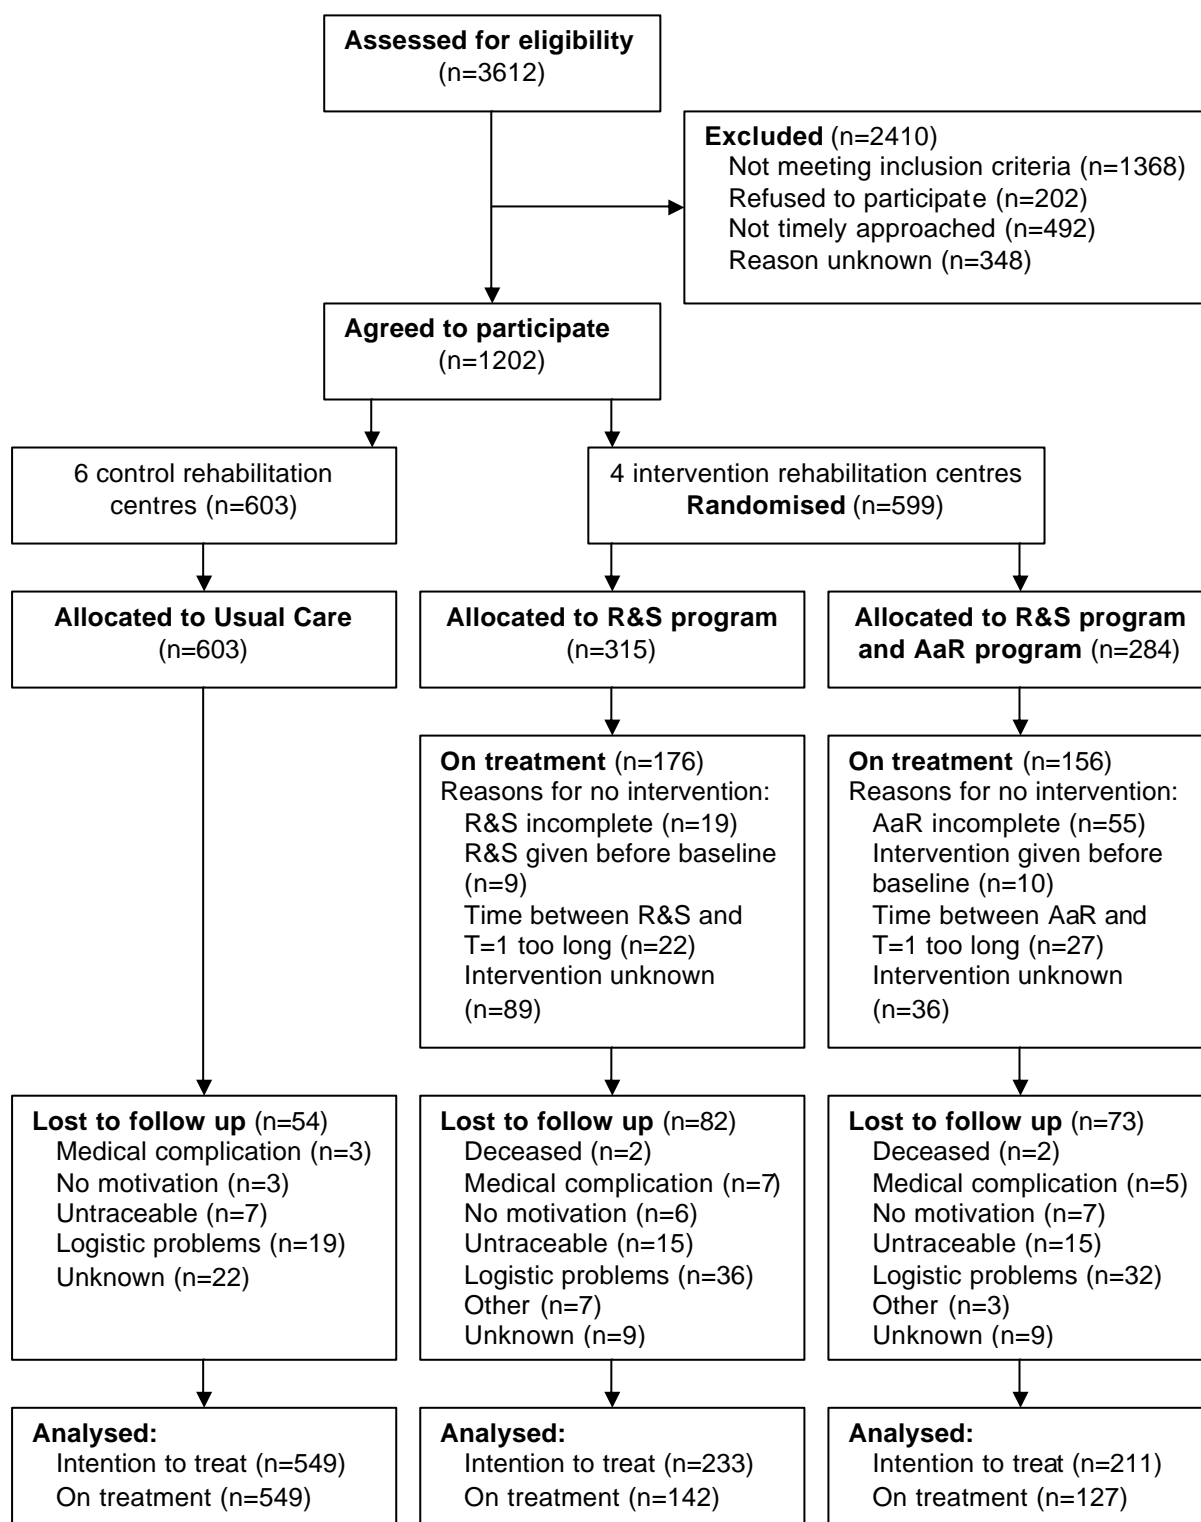 Assessed for eligibility
(n=3612)
Excluded (n=2410)
Not meeting inclusion criteria (n=1368)
Refused to participate (n=202)
Not timely approached (n=492)
Reason unknown (n=348)
Agreed to participate
(n=1202)
6 control rehabilitation
centres (n=603)
4 intervention rehabilitation centres
Randomised (n=599)
Allocated to Usual Care
(n=603)
Allocated to R&S program
(n=315)
Allocated to R&S program
and AaR program (n=284)
On treatment (n=176)
Reasons for no intervention:
R&S incomplete (n=19)
R&S given before baseline
(n=9)
Time between R&S and
T=1 too long (n=22)
Intervention unknown
(n=89)
On treatment (n=156)
Reasons for no intervention:
AaR incomplete (n=55)
Intervention given before
baseline (n=10)
Time between AaR and
T=1 too long (n=27)
Intervention unknown
(n=36)
Lost to follow up (n=54)
Medical complication (n=3)
No motivation (n=3)
Untraceable (n=7)
Logistic problems (n=19)
Unknown (n=22)
Lost to follow up (n=82)
Deceased (n=2)
Medical complication (n=7)
No motivation (n=6)
Untraceable (n=15)
Logistic problems (n=36)
Other (n=7)
Unknown (n=9)
Lost to follow up (n=73)
Deceased (n=2)
Medical complication (n=5)
No motivation (n=7)
Untraceable (n=15)
Logistic problems (n=32)
Other (n=3)
Unknown (n=9)
Analysed:
Intention to treat (n=549)
On treatment (n=549)
Analysed:
Intention to treat (n=233)
On treatment (n=142)
Analysed:
Intention to treat (n=211)
On treatment (n=127)